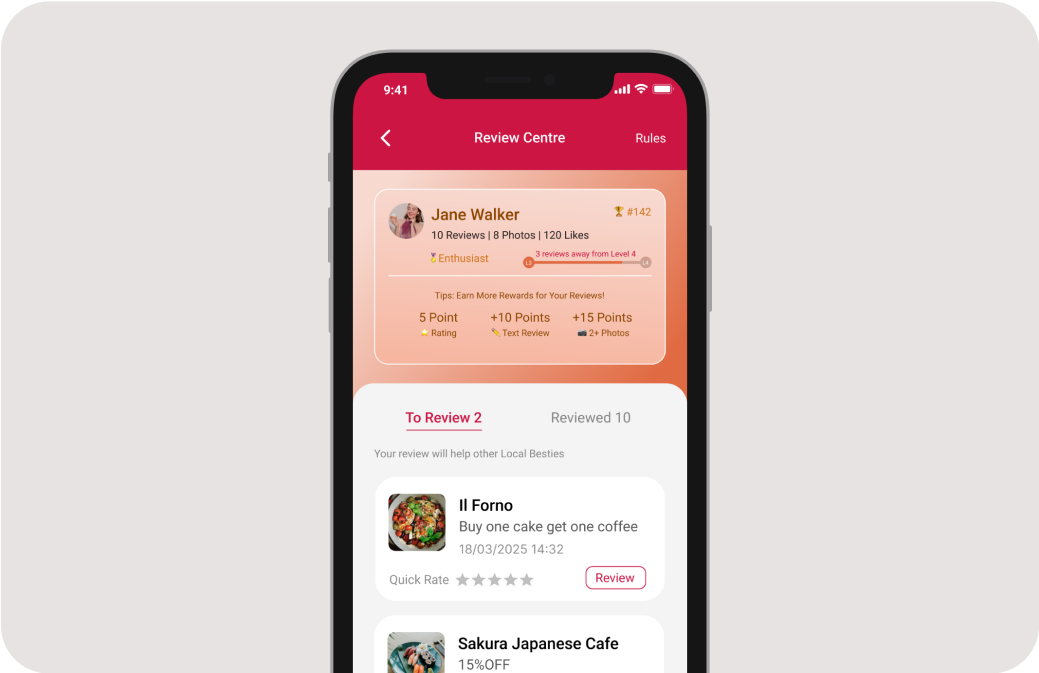 9:41
Review Centre
Rules
Jane Walker
#142
10 Reviews | 8 Photos | 120 Likes
Enthusiast
3 reviews away from Level 4
L3
L4
Tips: Earn More Rewards for Your Reviews!
5 Point
+10 Points
+15 Points
Rating
Text Review
2+ Photos
To Review 2
Reviewed 10
Your review will help other Local Besties
Il Forno
Buy one cake get one coffee
18/03/2025 14:32
Quick Rate
Review
Sakura Japanese Cafe
15%OFF